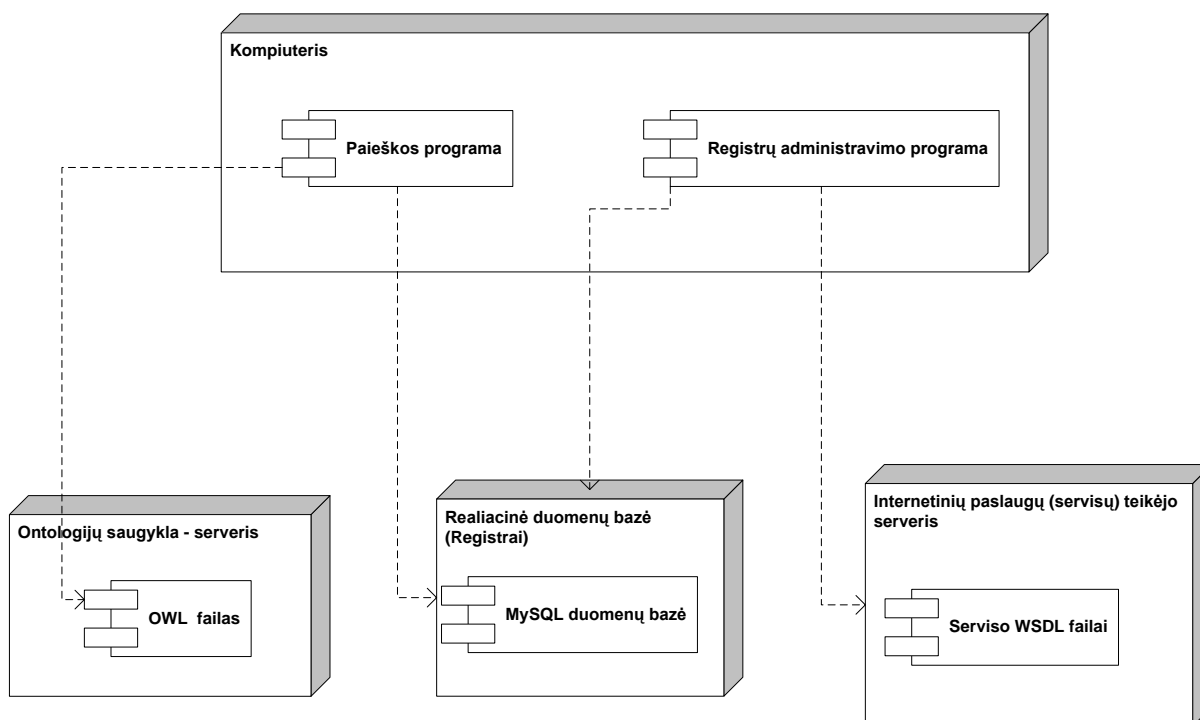 Kompiuteris
Paieškos programa
Registrų administravimo programa
Ontologijų saugykla - serveris
OWL failas
Realiacinė duomenų bazė
(Registrai)
MySQL duomenų bazė
Internetinių paslaugų (servisų) teikėjo
serveris
Serviso WSDL failai